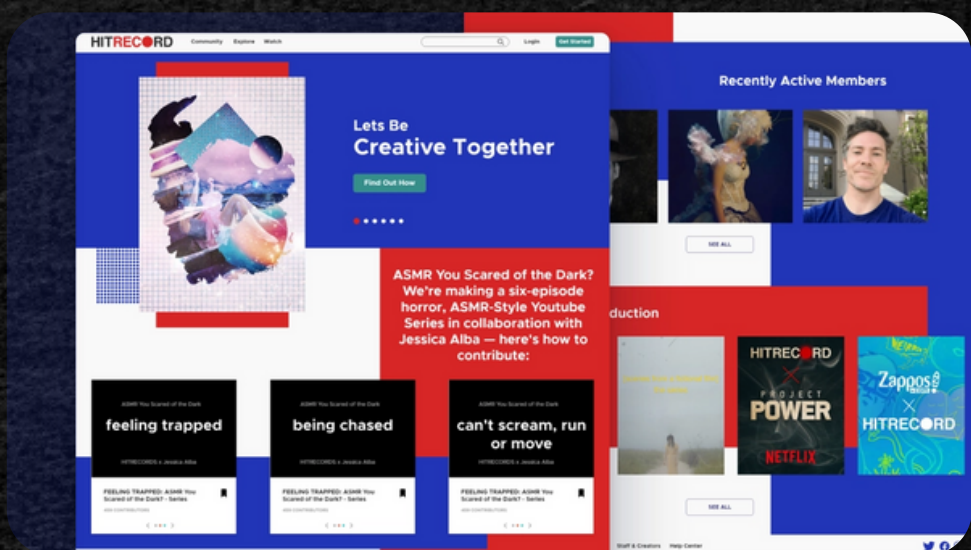 HITRECORD
Community Explore Watch
Login
Get Started
Lets Be
Creative Together
Find Out How
ASMR You Scared of the Dark?
We're making a six-episode
horror, ASMR-Style Youtube
Series in collaboration with
Jessica Alba — here's how to
contribute:
ASMR You Scared of the Dark
feeling trapped
HITRECORDS x Jessica Alba
FEELING TRAPPED: ASMR You
Scared of the Dark? - Series
ASMR You Scared of the Dark
being chased
HITRECORDS x Jessica Alba
FEELING TRAPPED: ASMR You
Scared of the Dark? - Series
ASMR You Scared of the Dark
can't scream, run
or move
HITRECORDS x Jessica Alba
FEELING TRAPPED: ASMR You
Scared of the Dark? - Series
Recently Active Members
SEE ALL
duction
HITRECORD
PROJECT
POWER
NETFLIX
Zappos
HITRECORD
SEE ALL
Staff & Creators Help Center